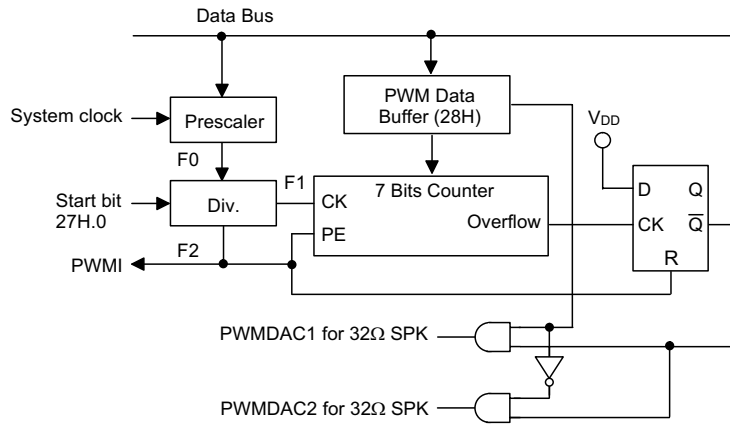 Data Bus
System clock
Prescaler
PWM Data
Buffer (28H)
VDD
F0
F1
Start bit
27H.0
Div.
7 Bits Counter
CK
Overflow
PE
D
Q
CK
Q̅
R
F2
PWMI
PWMDAC1 for 32Ω SPK
PWMDAC2 for 32Ω SPK